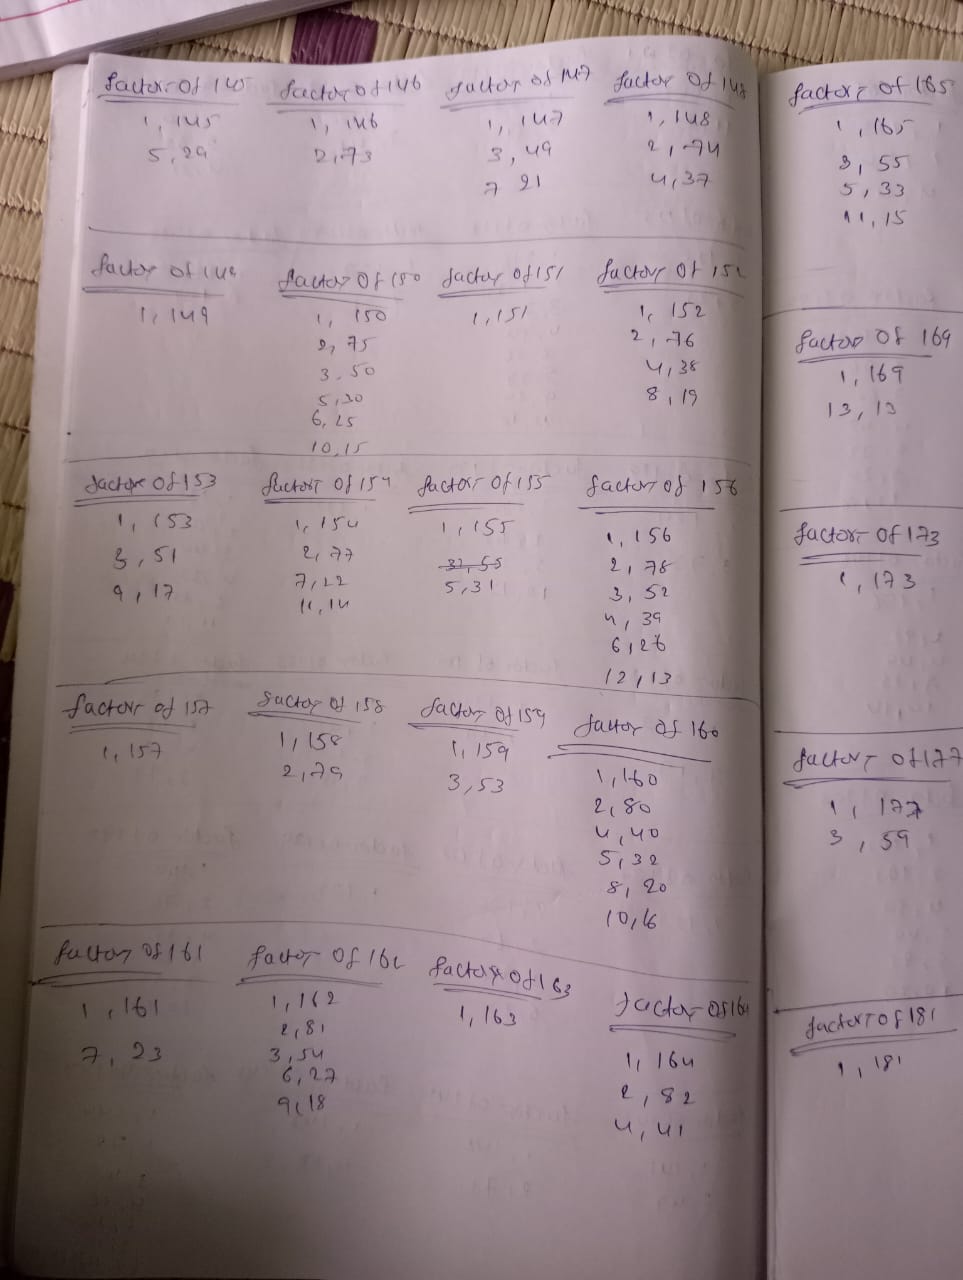 factor of 145
1, 145
5, 29
factor of 146
1, 146
2, 73
factor of 147
1, 147
3, 49
7 21
factor of 148
1, 148
2, 74
4, 37
factor of 149
1, 149
factor of 150
1, 150
2, 75
3. 50
5, 30
6, 25
10, 15
factor of 151
1, 151
factor of 152
1, 152
2, 76
4, 38
8, 19
factor of 153
1, 153
3, 51
9, 17
factor of 154
1, 154
2, 77
7, 22
11, 14
factor of 155
1, 155
5, 31
factor of 156
1, 156
2, 78
3, 52
4, 39
6, 26
12, 13
factor of 157
1, 157
factor of 158
1, 158
2, 79
factor of 159
1, 159
3, 53
factor of 160
1, 160
2, 80
4, 40
5, 32
8, 20
10, 16
factor of 161
1, 161
7, 23
factor of 162
1, 162
2, 81
3, 54
6, 27
9, 18
factor of 163
1, 163
factor of 164
1, 164
2, 82
4, 41
factor of 165
1, 165
3, 55
5, 33
11, 15
factor of 169
1, 169
13, 13
factor of 173
1, 173
factor of 177
1, 177
3, 59
factor of 181
1, 181